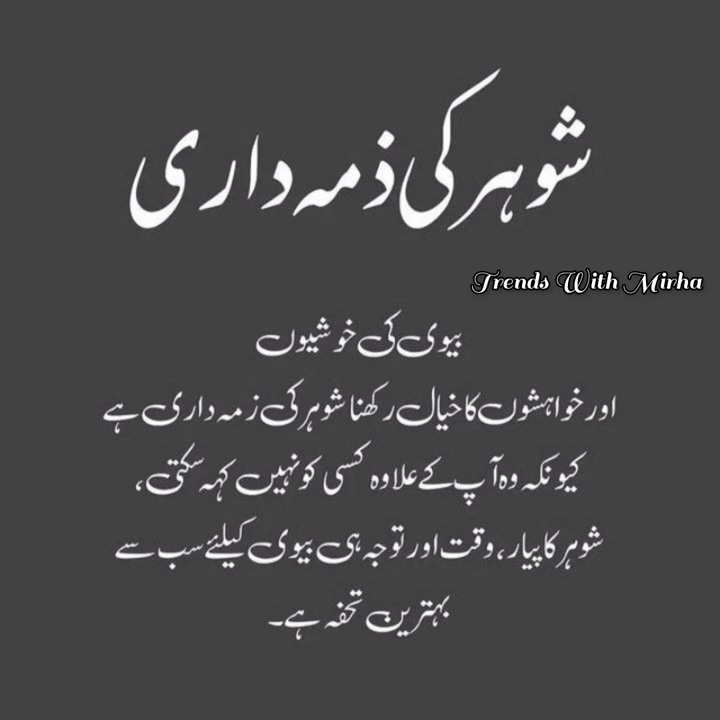 شوہر کی ذمہ داری
Trends With Mirha
بیوی کی خوشیوں
اور خواہشوں کا خیال رکھنا شوہر کی زمہ داری ہے
کیونکہ وہ آپ کے علاوہ کسی کو نہیں کہہ سکتی،
شوہر کا پیار، وقت اور توجہ ہی بیوی کیلئے سب سے
بہترین تحفہ ہے۔